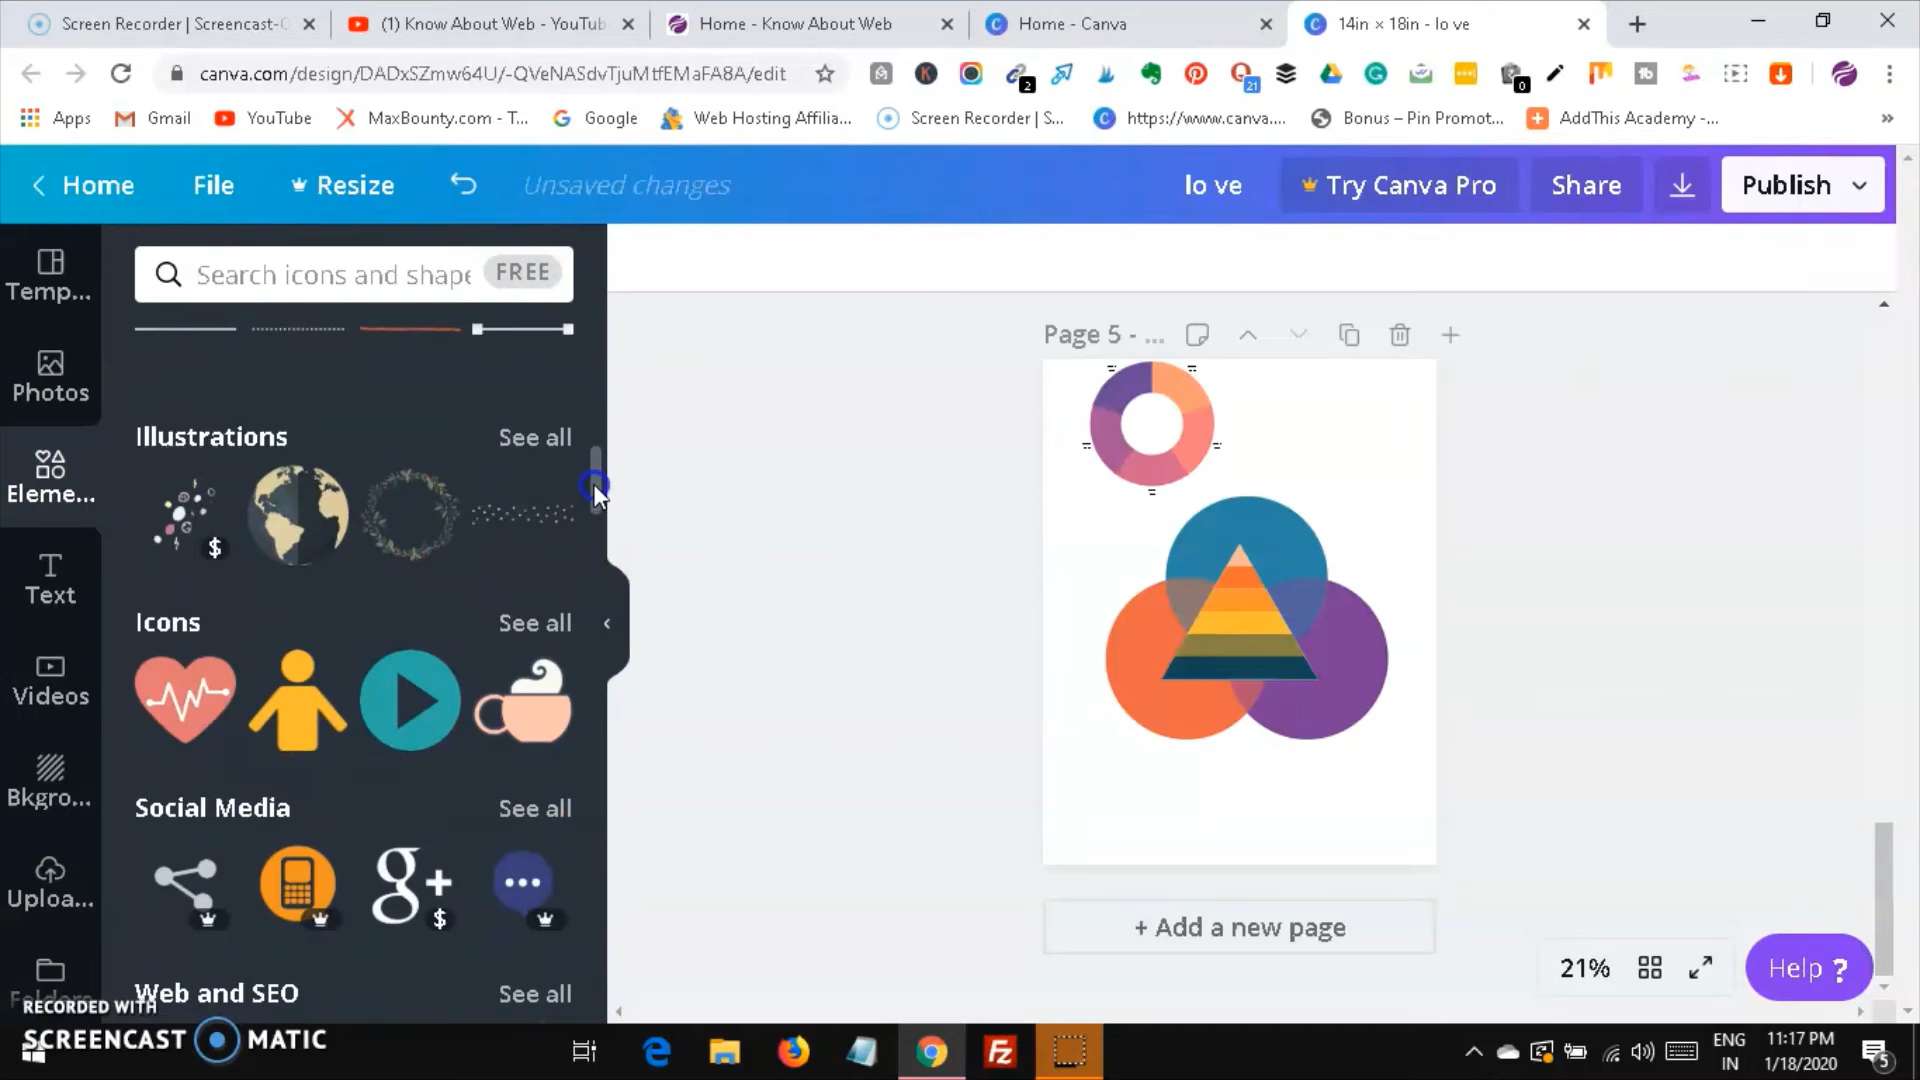 Screen Recorder | Screencast-O
(1) Know About Web - YouTub
Home - Know About Web
Home - Canva
14in × 18in - lo ve
canva.com/design/DADxSZmw64U/-QVeNASdvTjuMtfEMaFA8A/edit
2
21
0
Apps
Gmail
YouTube
MaxBounty.com - T...
Google
Web Hosting Affilia...
Screen Recorder | S...
https://www.canva....
Bonus – Pin Promot...
AddThis Academy -...
Home
File
Resize
Unsaved changes
lo ve
Try Canva Pro
Share
Publish
Temp...
Photos
Eleme...
Text
Videos
Bkgro...
Uploa...
Folders
Search icons and shape
FREE
Illustrations
See all
$
Icons
See all
Social Media
See all
g+
$
Web and SEO
See all
Page 5 - ...
+ Add a new page
21%
Help ?
RECORDED WITH
SCREENCAST MATIC
ENG
IN
11:17 PM
1/18/2020
5